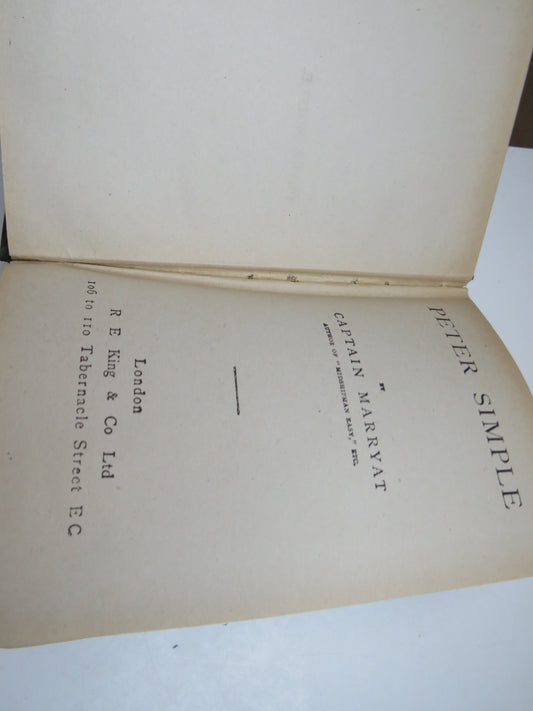 PETER SIMPLE
BY
CAPTAIN MARRYAT
AUTHOR OF "MIDSHIPMAN EASY," ETC.
London
R E King & Co Ltd
106 to 110 Tabernacle Street E C